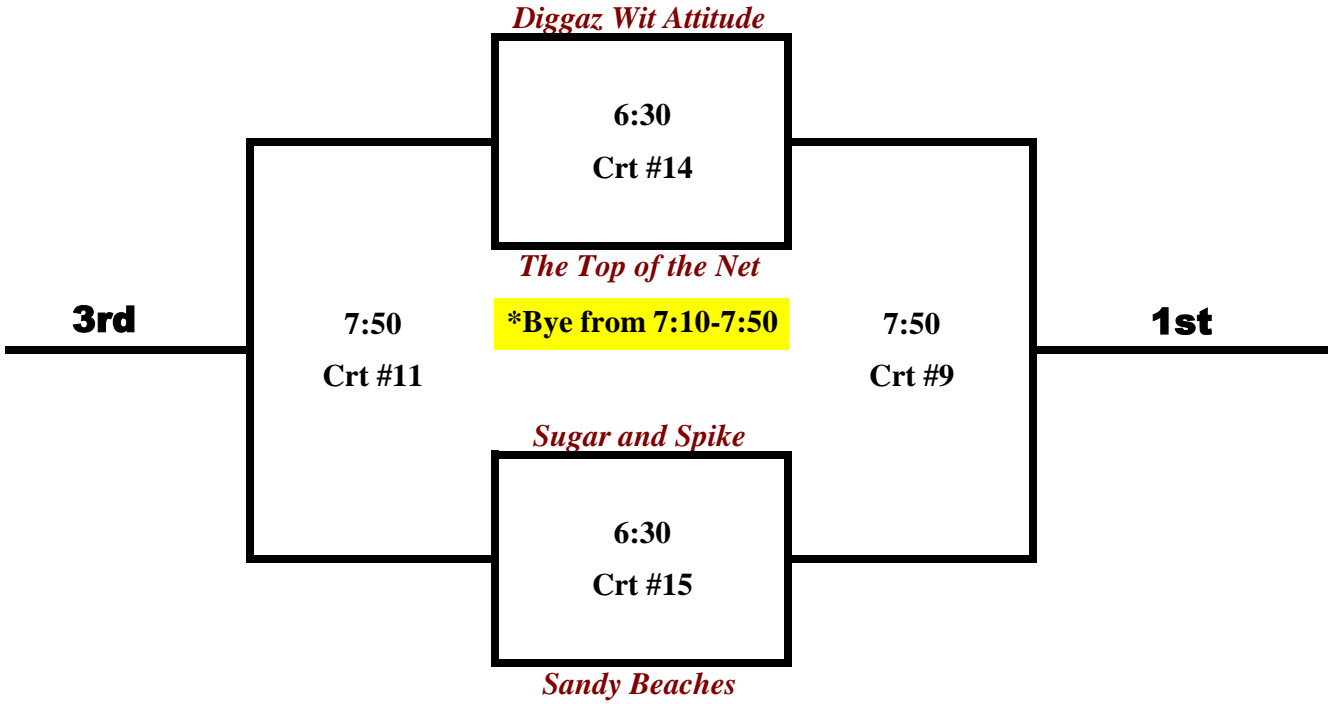 Diggaz Wit Attitude
6:30
Crt #14
The Top of the Net
3rd
7:50
Crt #11
*Bye from 7:10-7:50
7:50
Crt #9
1st
Sugar and Spike
6:30
Crt #15
Sandy Beaches